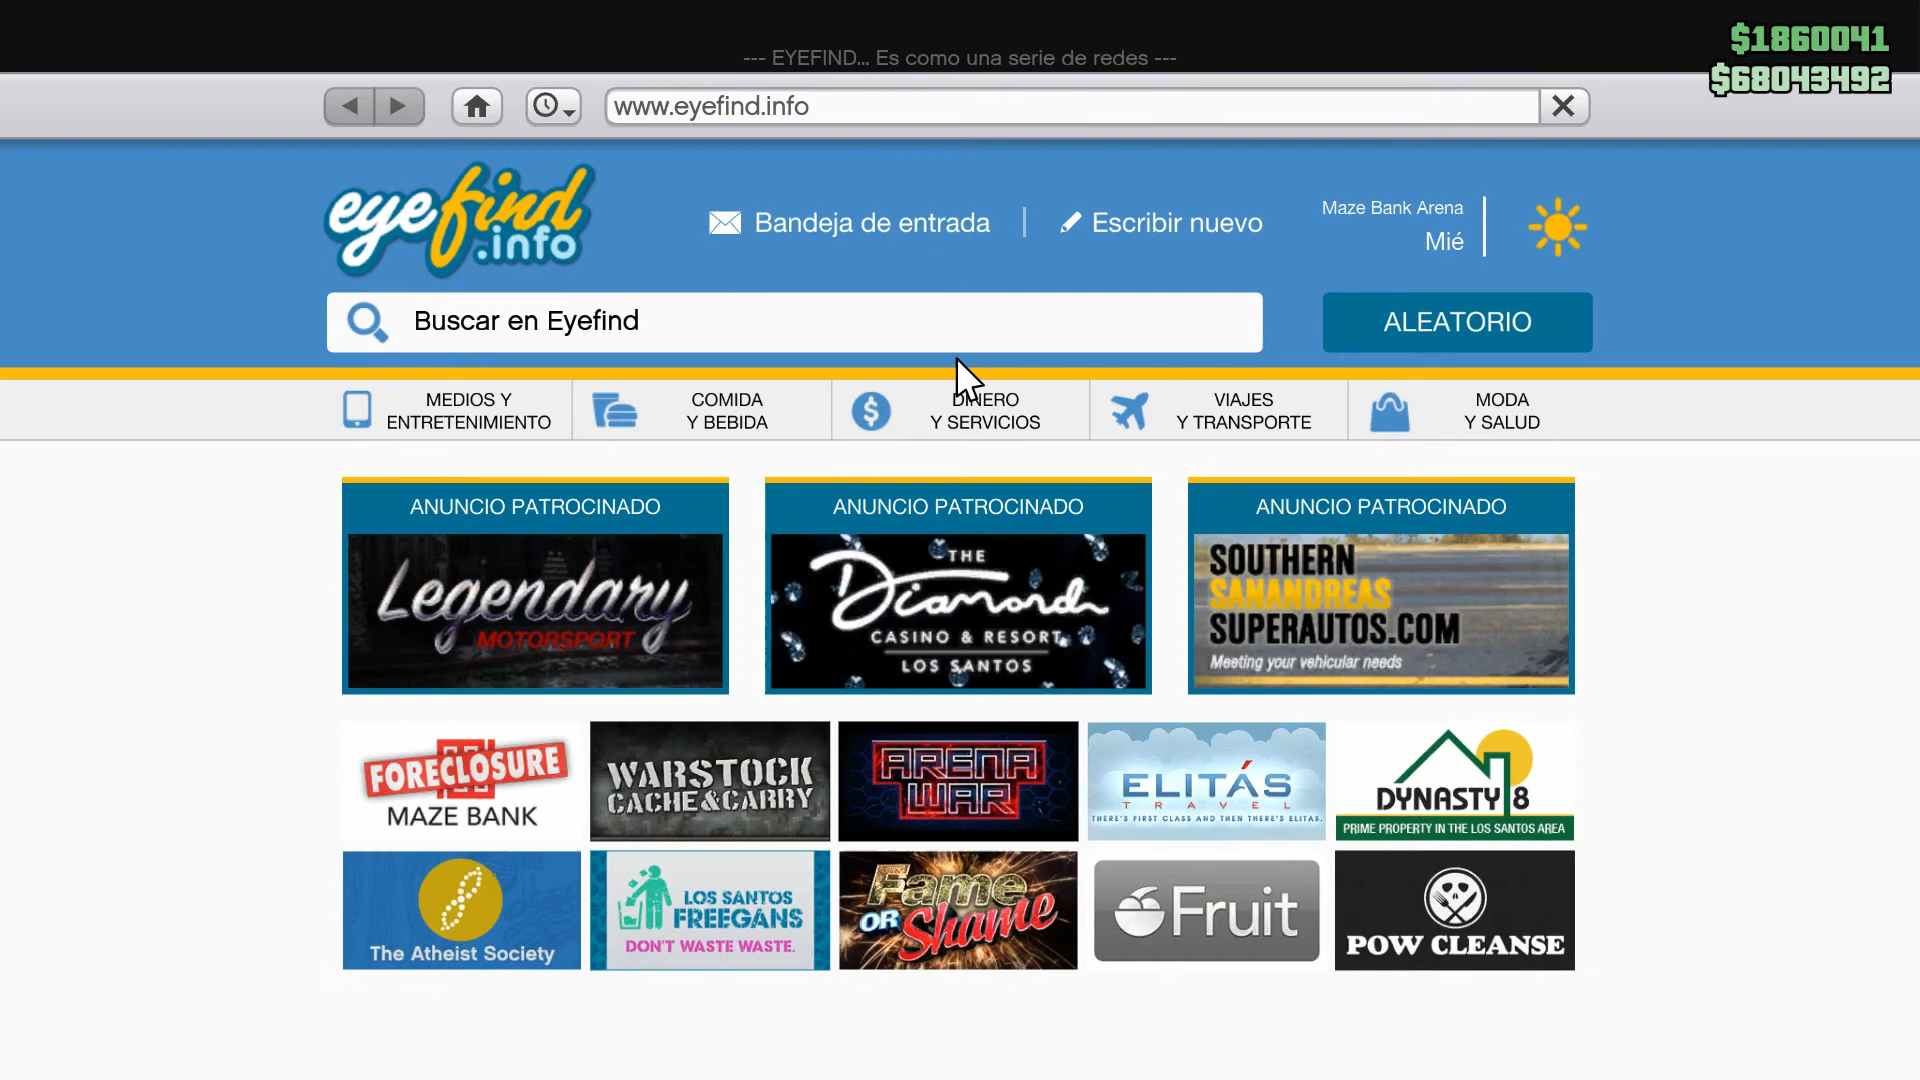 $1860041
$68043492
--- EYEFIND... Es como una serie de redes ---
www.eyefind.info
eyefind
.info
Bandeja de entrada
Escribir nuevo
Maze Bank Arena
Mié
Buscar en Eyefind
ALEATORIO
MEDIOS Y
ENTRETENIMIENTO
COMIDA
Y BEBIDA
DINERO
Y SERVICIOS
VIAJES
Y TRANSPORTE
MODA
Y SALUD
ANUNCIO PATROCINADO
Legendary
MOTORSPORT
ANUNCIO PATROCINADO
THE
Diamond
CASINO & RESORT
LOS SANTOS
ANUNCIO PATROCINADO
SOUTHERN
SANANDREAS
SUPERAUTOS.COM
Meeting your vehicular needs
FORECLOSURE
MAZE BANK
WARSTOCK
CACHE&CARRY
ARENA
WAR
ELITÁS
TRAVEL
THERE'S FIRST CLASS AND THEN THERE'S ELITAS.
DYNASTY 8
PRIME PROPERTY IN THE LOS SANTOS AREA
The Atheist Society
LOS SANTOS
FREEGANS
DON'T WASTE WASTE.
Fame
OR Shame
Fruit
POW CLEANSE